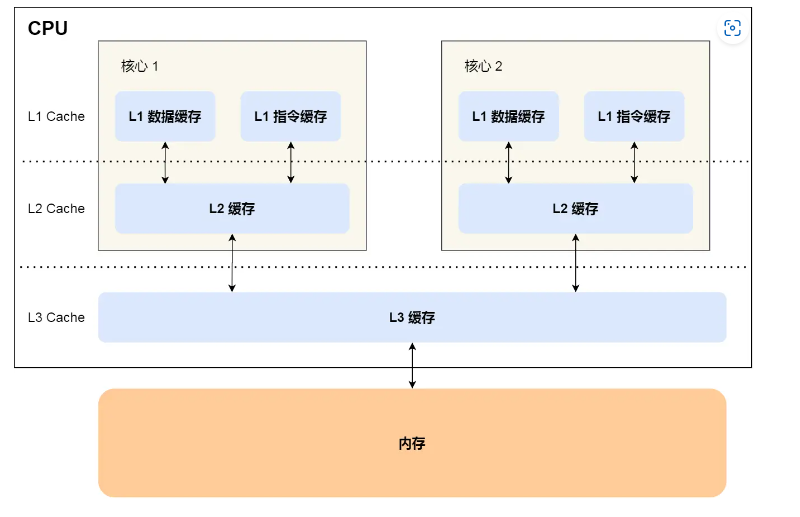 CPU
核心 1
核心 2
L1 Cache
L1 数据缓存
L1 指令缓存
L1 数据缓存
L1 指令缓存
L2 Cache
L2 缓存
L2 缓存
L3 Cache
L3 缓存
内存